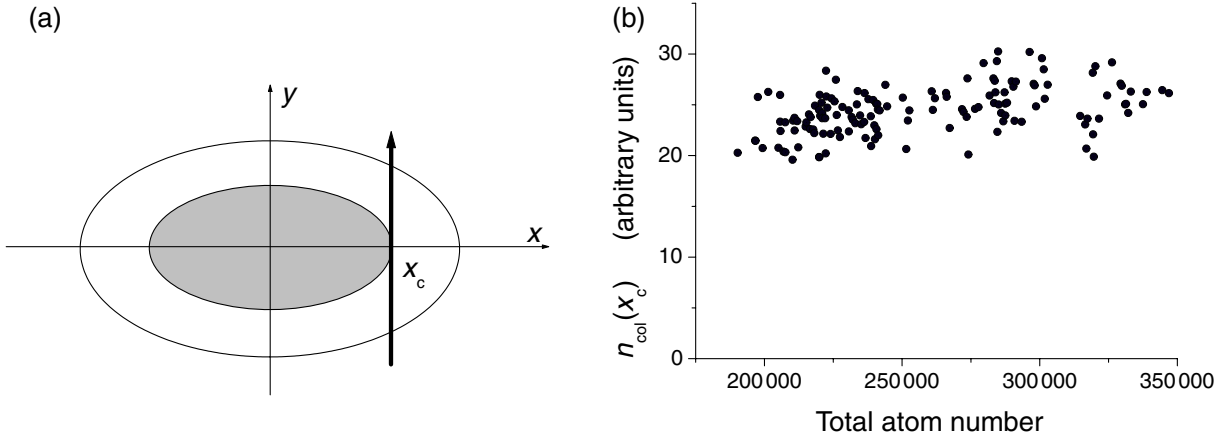 (a)
y
x
x_c
(b)
n_col(x_c) (arbitrary units)
30
20
10
0
200 000 250 000 300 000 350 000
Total atom number